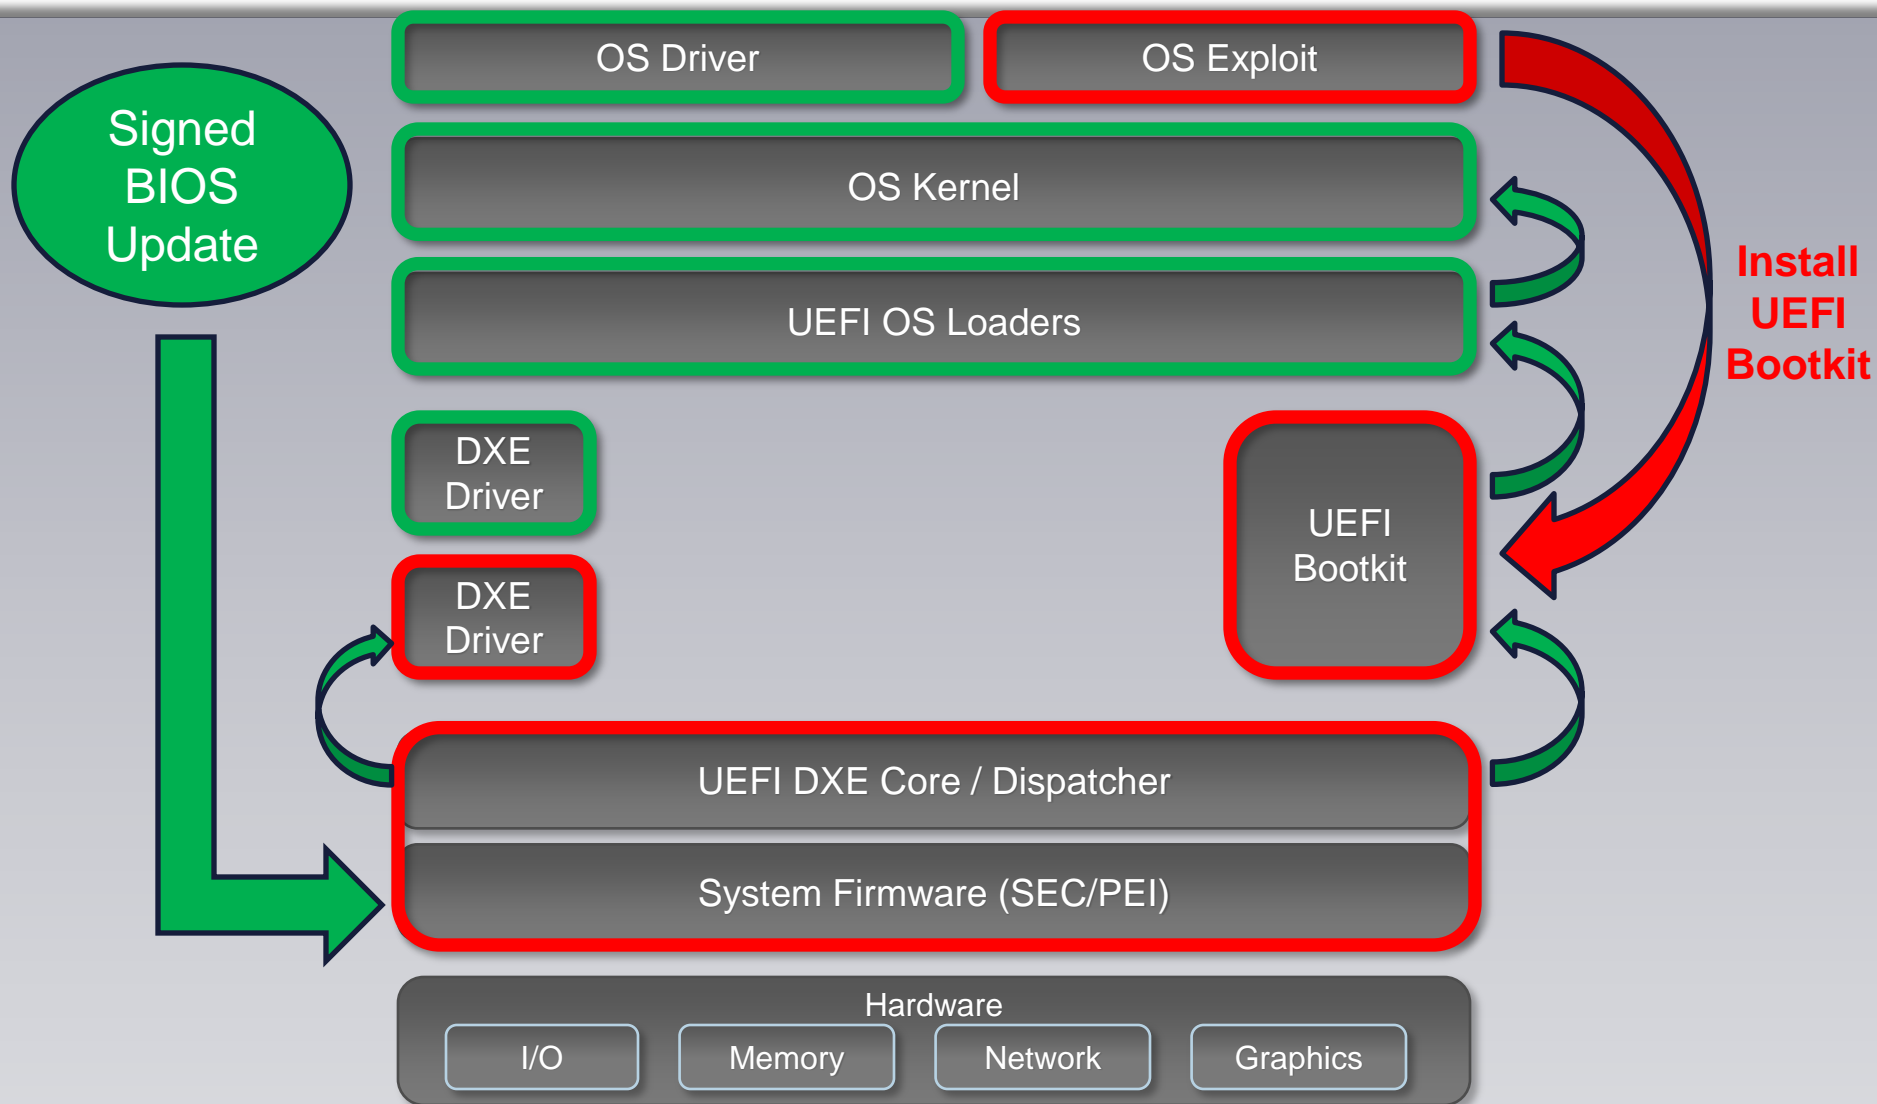 OS Driver
OS Exploit
Signed
BIOS
Update
OS Kernel
Install
UEFI
Bootkit
UEFI OS Loaders
DXE
Driver
UEFI
Bootkit
DXE
Driver
UEFI DXE Core / Dispatcher
System Firmware (SEC/PEI)
Hardware
I/O
Memory
Network
Graphics